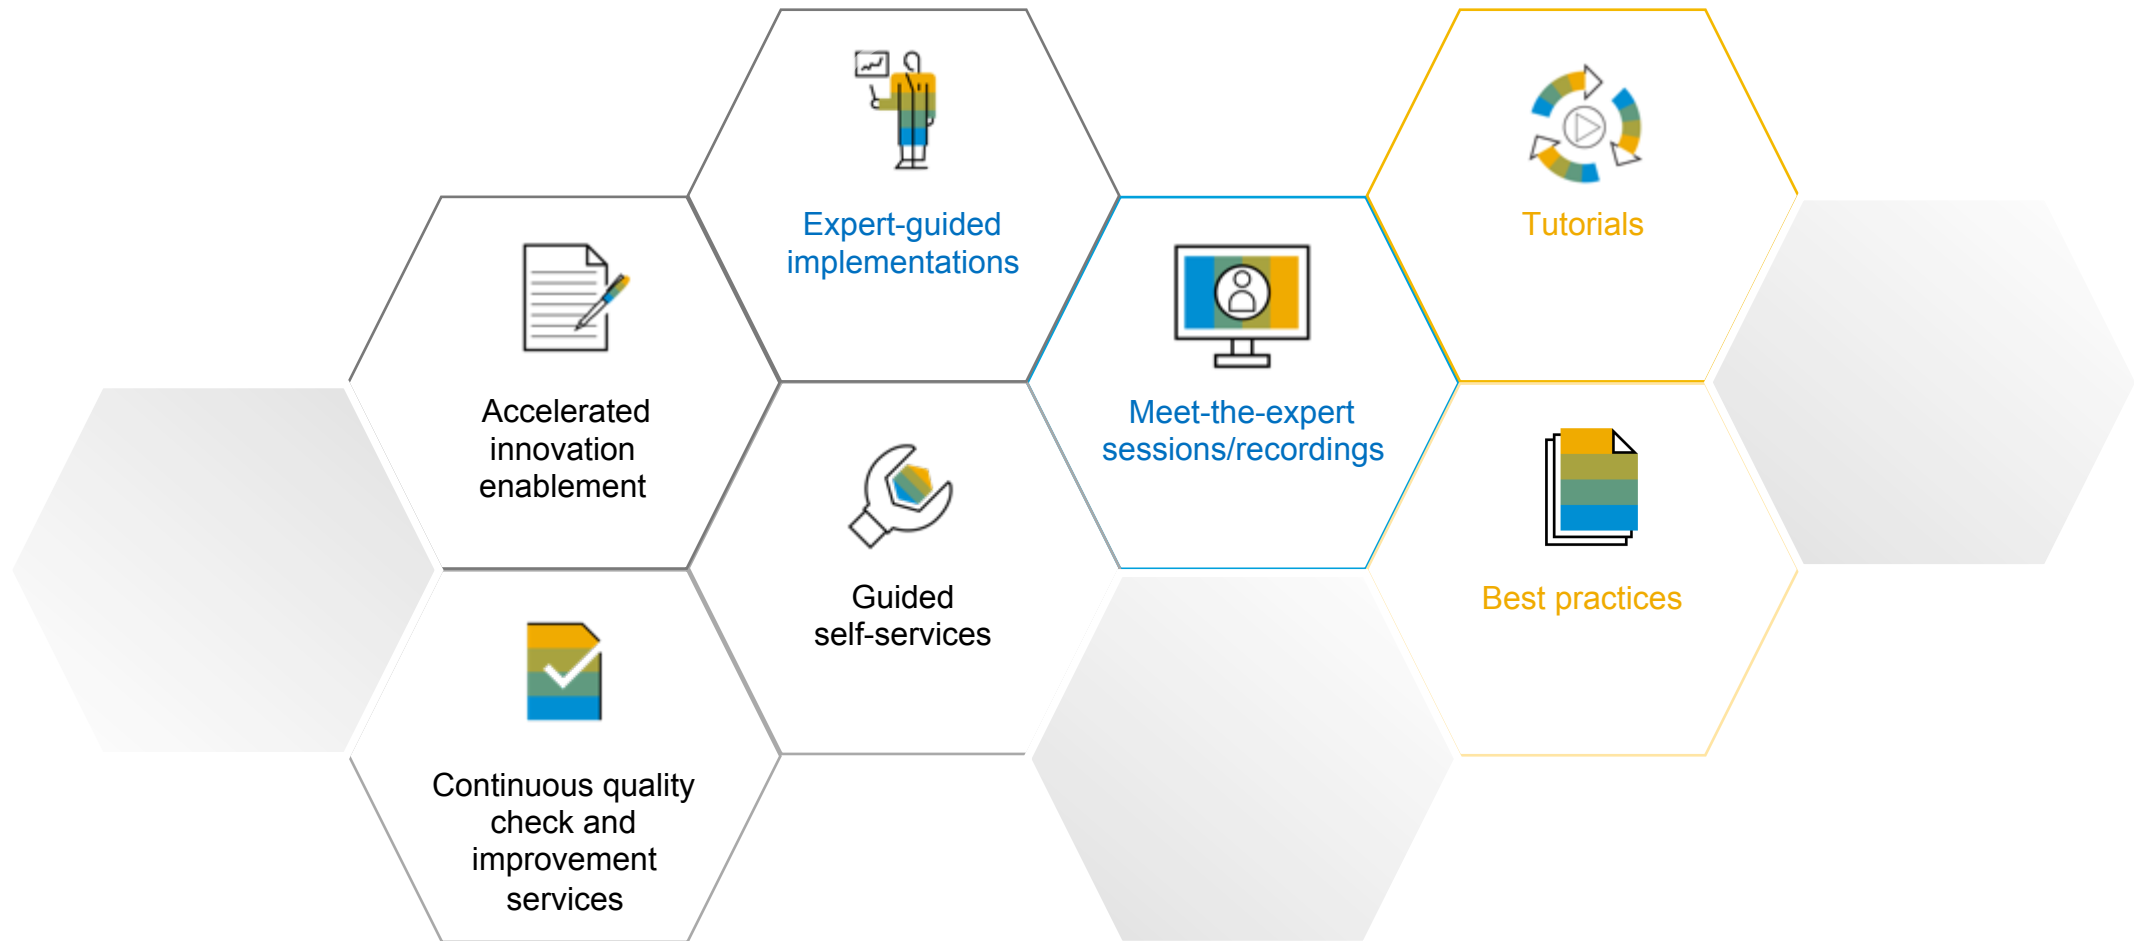 Expert-guided
implementations
Tutorials
Accelerated
innovation
enablement
Meet-the-expert
sessions/recordings
Guided
self-services
Best practices
Continuous quality
check and
improvement
services